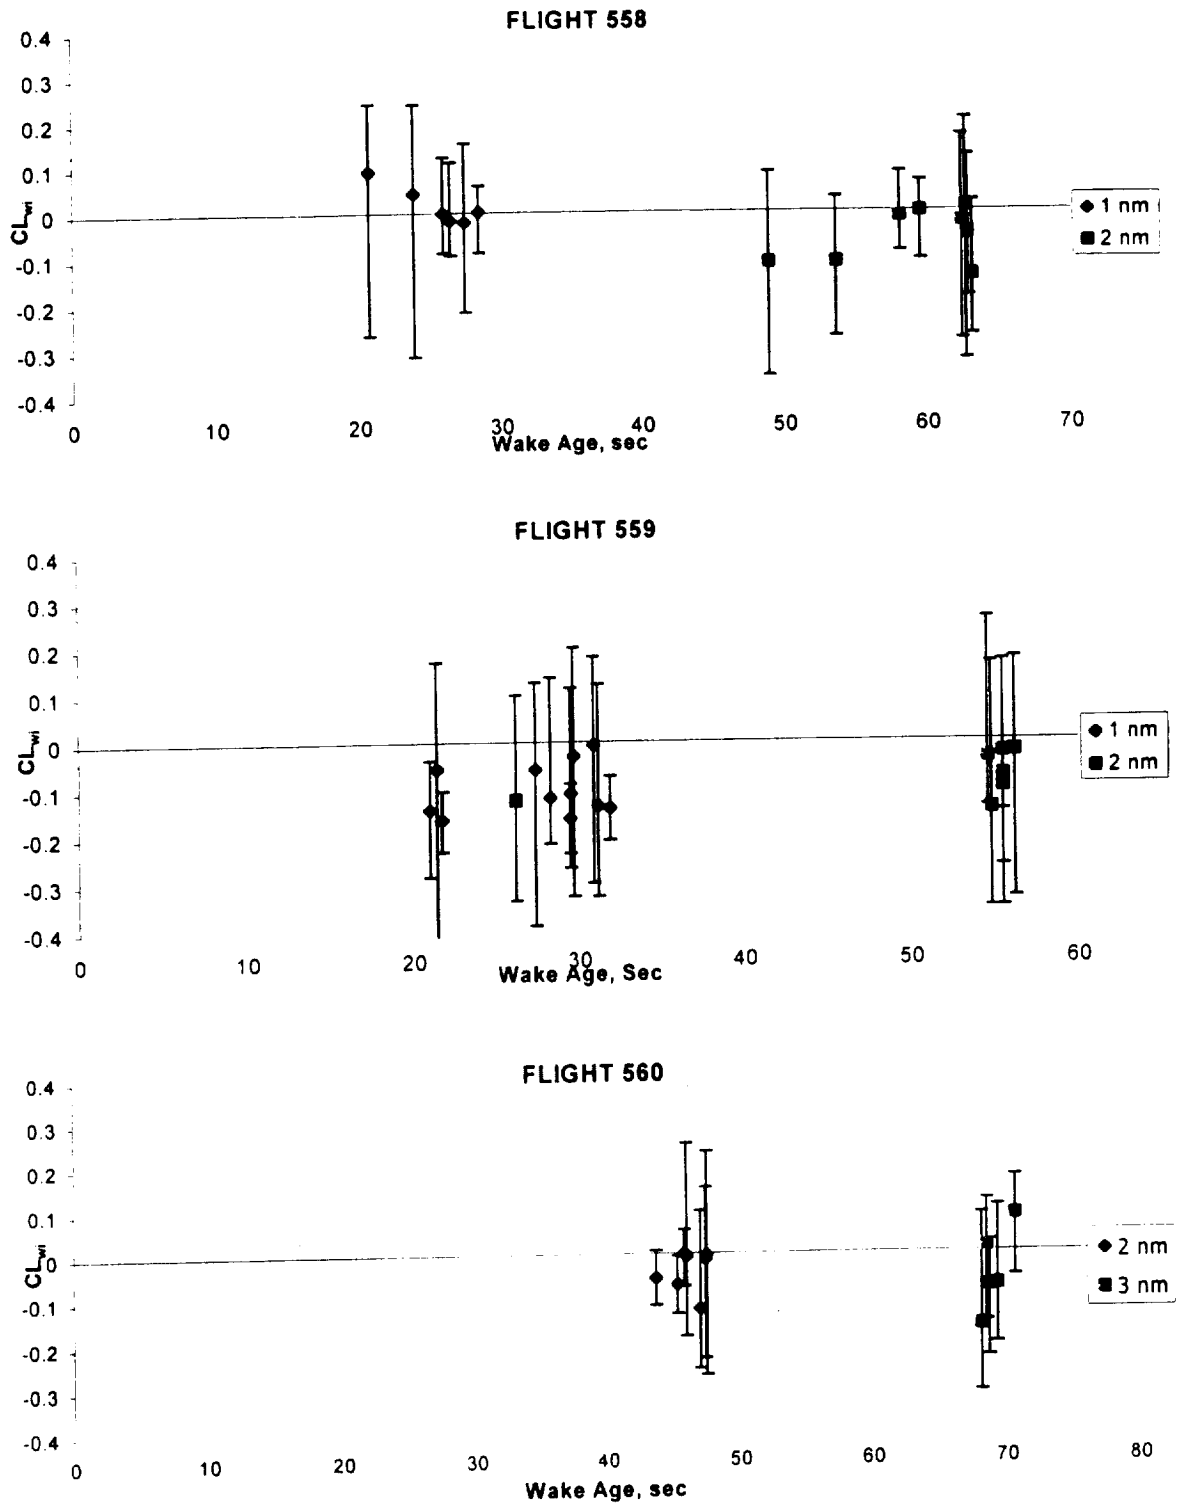 FLIGHT 558
0.4
0.3
0.2
0.1
0
-0.1
-0.2
-0.3
-0.4
CLwi
0 10 20 30 40 50 60 70
Wake Age, sec
1 nm
2 nm
FLIGHT 559
0.4
0.3
0.2
0.1
0
-0.1
-0.2
-0.3
-0.4
CLwi
0 10 20 30 40 50 60
Wake Age, Sec
1 nm
2 nm
FLIGHT 560
0.4
0.3
0.2
0.1
0
-0.1
-0.2
-0.3
-0.4
CLwi
0 10 20 30 40 50 60 70 80
Wake Age, sec
2 nm
3 nm